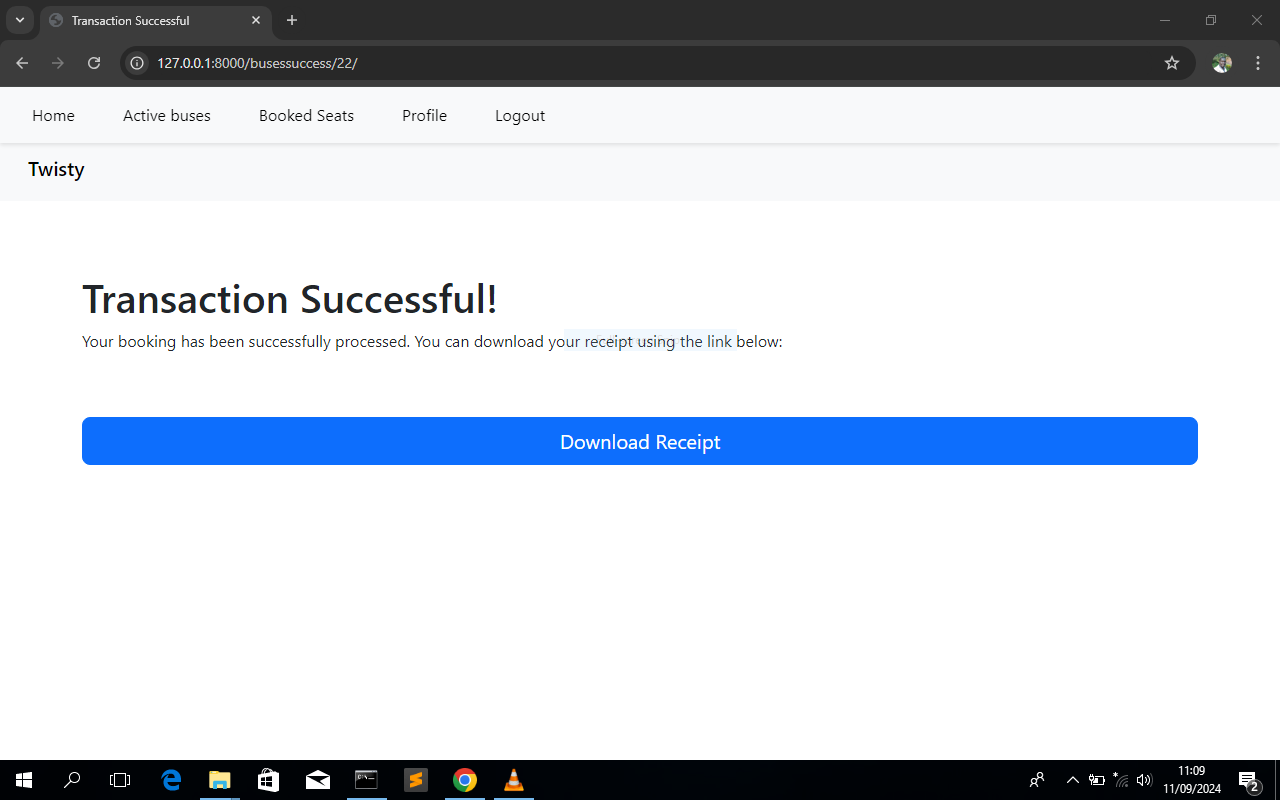 Transaction Successful
127.0.0.1:8000/busessuccess/22/
Home Active buses Booked Seats Profile Logout
Twisty
Transaction Successful!
Your booking has been successfully processed. You can download your receipt using the link below:
Download Receipt
11:09
11/09/2024
2